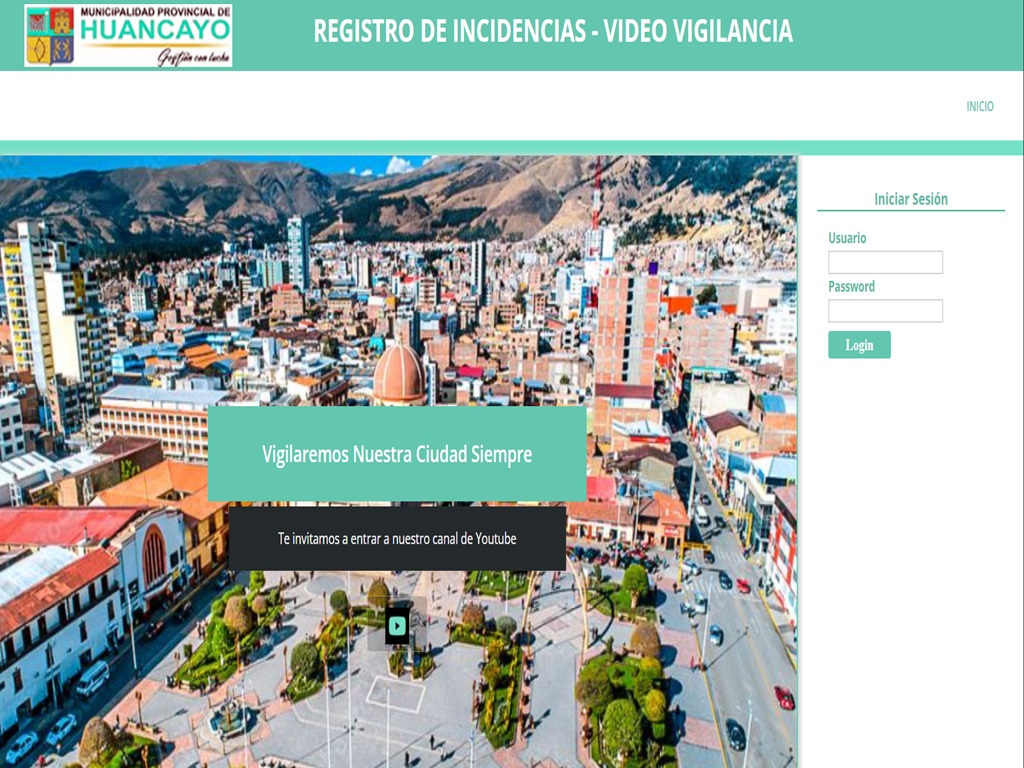 MUNICIPALIDAD PROVINCIAL DE
HUANCAYO
Gestión con lucha
REGISTRO DE INCIDENCIAS - VIDEO VIGILANCIA
INICIO
Iniciar Sesión
Usuario
Password
Login
Vigilaremos Nuestra Ciudad Siempre
Te invitamos a entrar a nuestro canal de Youtube